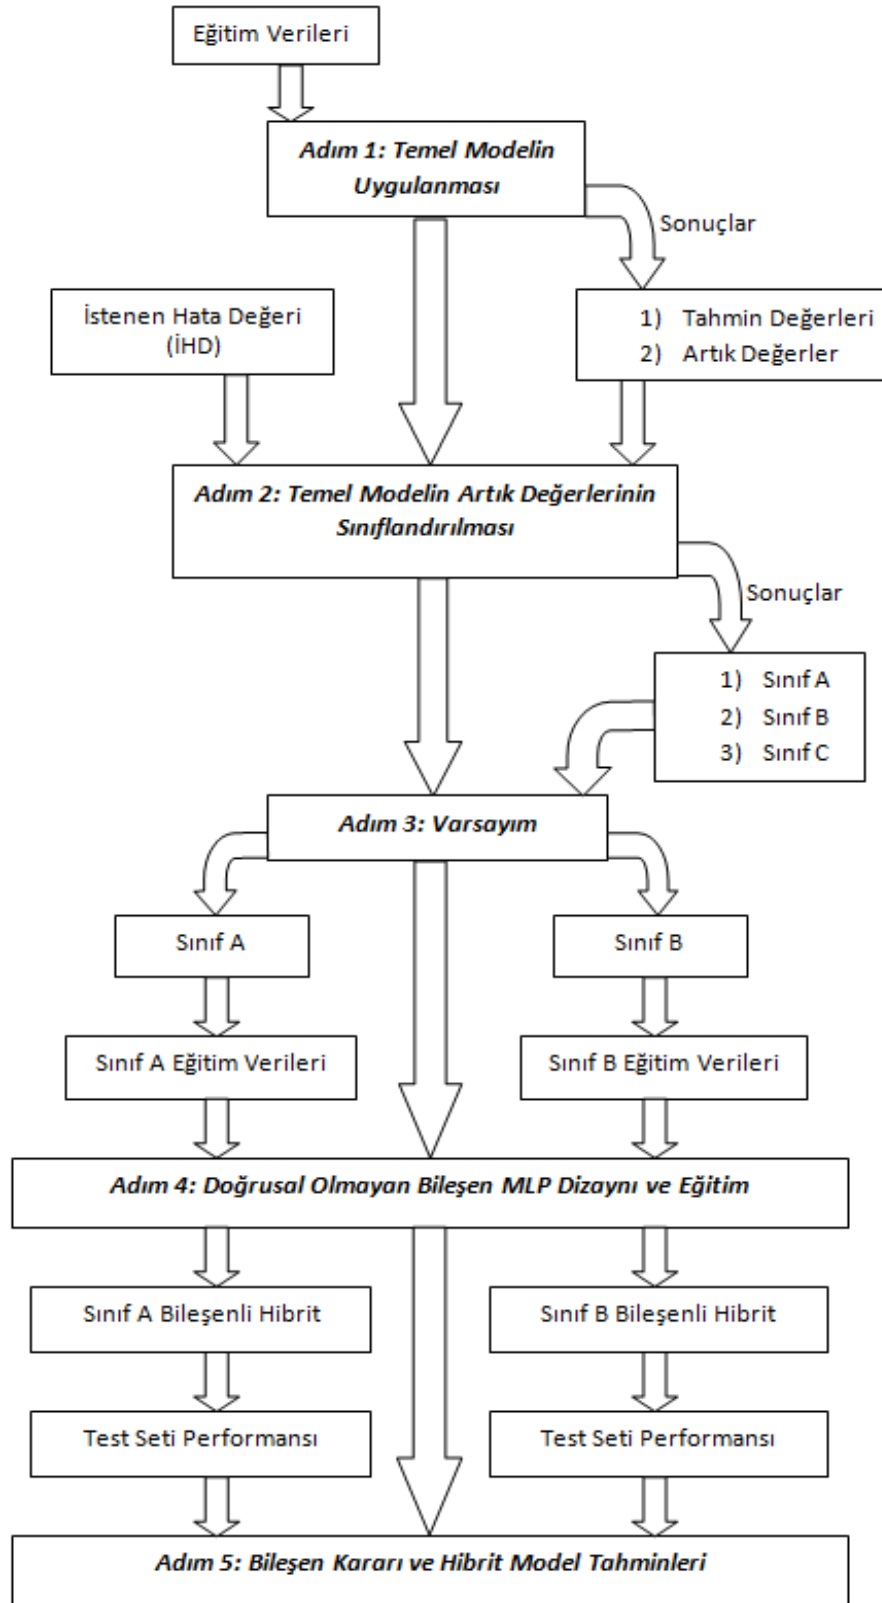 Eğitim Verileri
Adım 1: Temel Modelin
Uygulanması
Sonuçlar
İstenen Hata Değeri
(İHD)
1) Tahmin Değerleri
2) Artık Değerler
Adım 2: Temel Modelin Artık Değerlerinin
Sınıflandırılması
Sonuçlar
1) Sınıf A
2) Sınıf B
3) Sınıf C
Adım 3: Varsayım
Sınıf A
Sınıf B
Sınıf A Eğitim Verileri
Sınıf B Eğitim Verileri
Adım 4: Doğrusal Olmayan Bileşen MLP Dizaynı ve Eğitim
Sınıf A Bileşenli Hibrit
Sınıf B Bileşenli Hibrit
Test Seti Performansı
Test Seti Performansı
Adım 5: Bileşen Kararı ve Hibrit Model Tahminleri